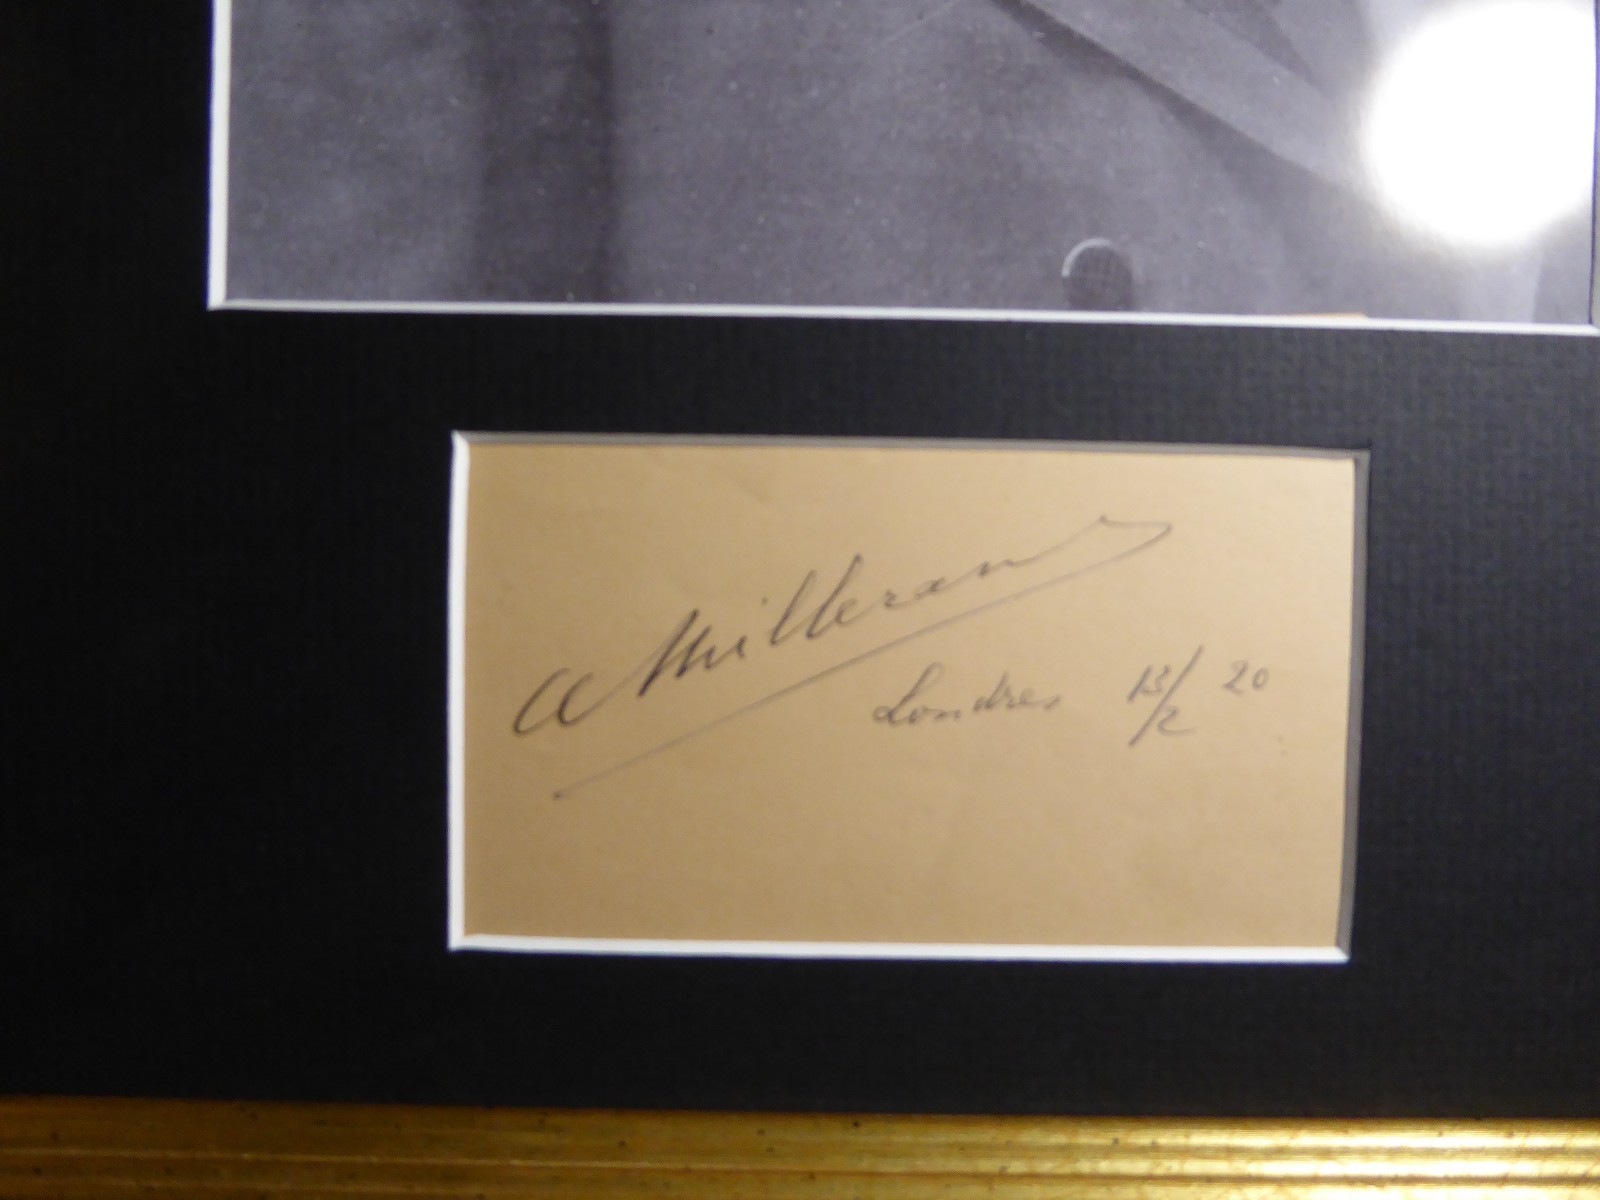 A Millerand
Londres 13/2 20